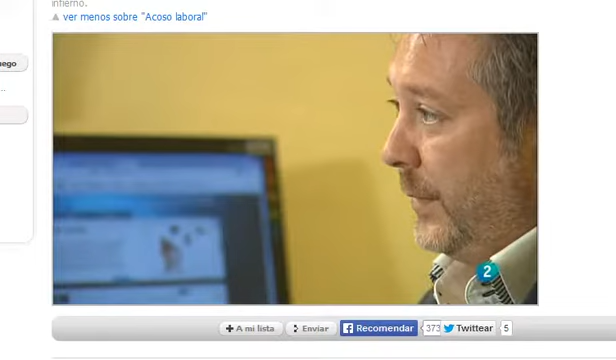 infierno.
ver menos sobre "Acoso laboral"
uego
...
2
A mi lista
Enviar
Recomendar
373
Twittear
5